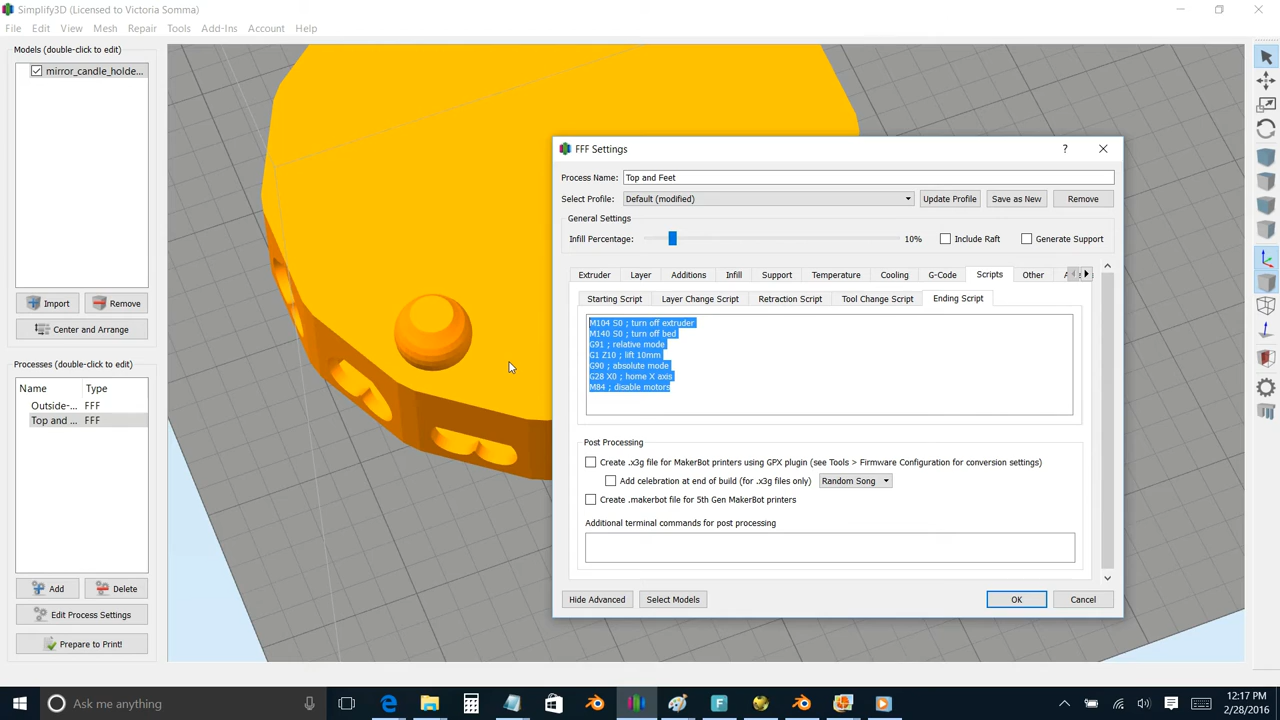 Simplify3D (Licensed to Victoria Somma)
File Edit View Mesh Repair Tools Add-Ins Account Help
Models (double-click to edit)
mirror_candle_holde...
Import Remove
Center and Arrange
Processes (double-click to edit)
Name Type
Outside-... FFF
Top and ... FFF
Add Delete
Edit Process Settings
Prepare to Print!
FFF Settings
Process Name: Top and Feet
Select Profile: Default (modified) Update Profile Save as New Remove
General Settings
Infill Percentage: 10% Include Raft Generate Support
Extruder Layer Additions Infill Support Temperature Cooling G-Code Scripts Other
Starting Script Layer Change Script Retraction Script Tool Change Script Ending Script
M104 S0 ; turn off extruder
M140 S0 ; turn off bed
G91 ; relative mode
G1 Z10 ; lift 10mm
G90 ; absolute mode
G28 X0 ; home X axis
M84 ; disable motors
Post Processing
Create .x3g file for MakerBot printers using GPX plugin (see Tools > Firmware Configuration for conversion settings)
Add celebration at end of build (for .x3g files only) Random Song
Create .makerbot file for 5th Gen MakerBot printers
Additional terminal commands for post processing
Hide Advanced Select Models OK Cancel
Ask me anything
12:17 PM
2/28/2016